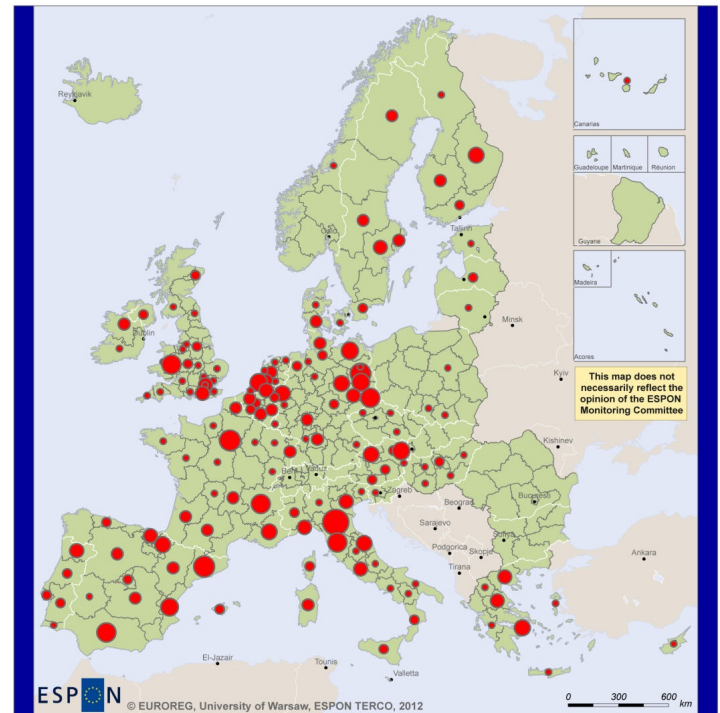 Reykjavik
Canarias
Guadeloupe Martinique Réunion
Guyane
Madeira
Acores
This map does not
necessarily reflect the
opinion of the ESPON
Monitoring Committee
Oslo
Tallinn
Minsk
Dublin
Kyiv
Kishinev
Bern
Vaduz
Zagreb
Beograd
Bucuresti
Sarajevo
Sofiya
Podgorica
Skopje
Ankara
Tirana
El-Jazair
Tounis
Valletta
ESPON
© EUROREG, University of Warsaw, ESPON TERCO, 2012
0 300 600
km